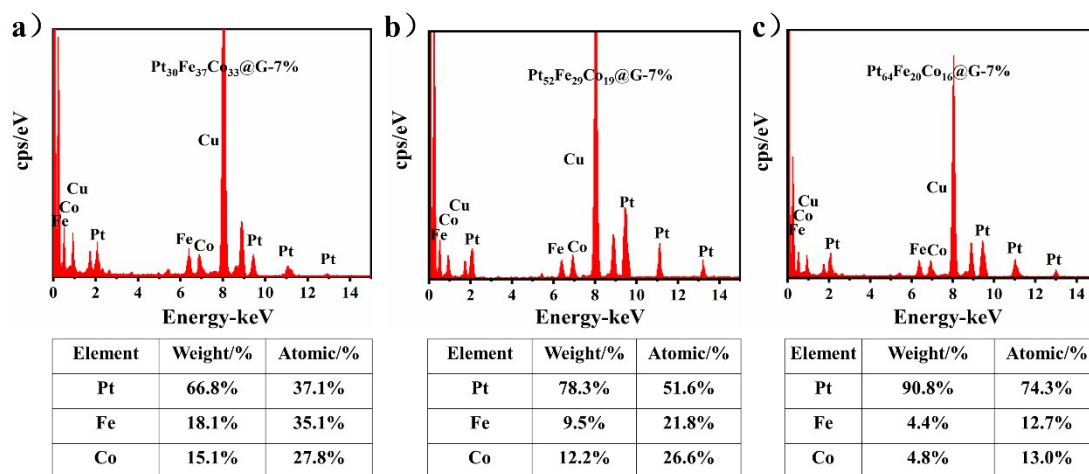 a）
Pt₃₀Fe₃₇Co₃₃@G-7%
cps/eV
Cu
Cu
Co
Fe
Pt
Fe
Co
Pt
Pt
Pt
0 2 4 6 8 10 12 14
Energy-keV
Element Weight/% Atomic/%
Pt 66.8% 37.1%
Fe 18.1% 35.1%
Co 15.1% 27.8%
b）
Pt₅₂Fe₂₉Co₁₉@G-7%
cps/eV
Cu
Cu
Co
Fe
Pt
Fe
Co
Pt
Pt
Pt
0 2 4 6 8 10 12 14
Energy-keV
Element Weight/% Atomic/%
Pt 78.3% 51.6%
Fe 9.5% 21.8%
Co 12.2% 26.6%
c）
Pt₆₄Fe₂₀Co₁₆@G-7%
cps/eV
Cu
Cu
Co
Fe
Pt
Fe
Co
Pt
Pt
Pt
0 2 4 6 8 10 12 14
Energy-keV
Element Weight/% Atomic/%
Pt 90.8% 74.3%
Fe 4.4% 12.7%
Co 4.8% 13.0%